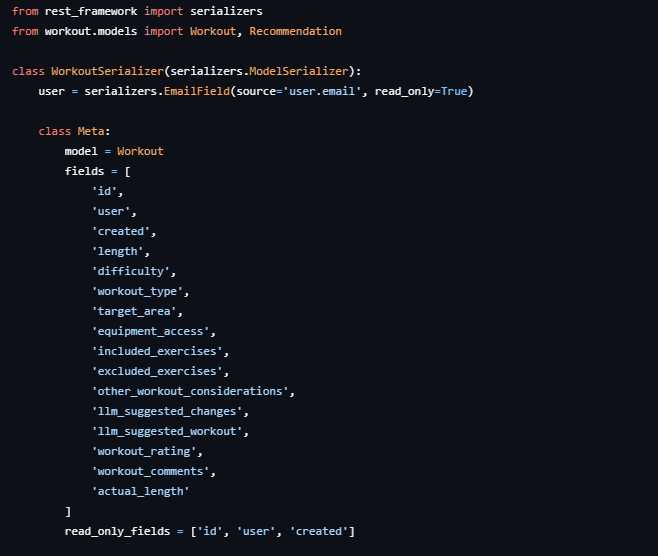 from rest_framework import serializers
from workout.models import Workout, Recommendation

class WorkoutSerializer(serializers.ModelSerializer):
    user = serializers.EmailField(source='user.email', read_only=True)

    class Meta:
        model = Workout
        fields = [
            'id',
            'user',
            'created',
            'length',
            'difficulty',
            'workout_type',
            'target_area',
            'equipment_access',
            'included_exercises',
            'excluded_exercises',
            'other_workout_considerations',
            'llm_suggested_changes',
            'llm_suggested_workout',
            'workout_rating',
            'workout_comments',
            'actual_length'
        ]
        read_only_fields = ['id', 'user', 'created']